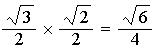 √3/2 × √2/2 = √6/4